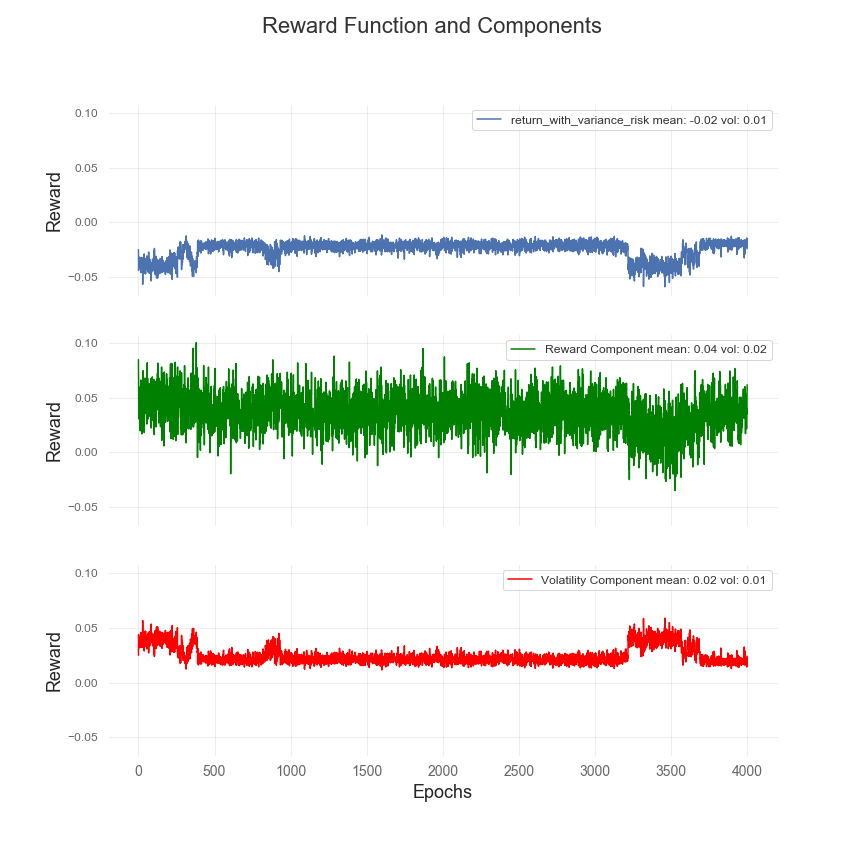 Reward Function and Components
return_with_variance_risk mean: -0.02 vol: 0.01
0.10
0.05
0.00
−0.05
Reward
Reward Component mean: 0.04 vol: 0.02
0.10
0.05
0.00
−0.05
Reward
Volatility Component mean: 0.02 vol: 0.01
0.10
0.05
0.00
−0.05
Reward
0 500 1000 1500 2000 2500 3000 3500 4000
Epochs